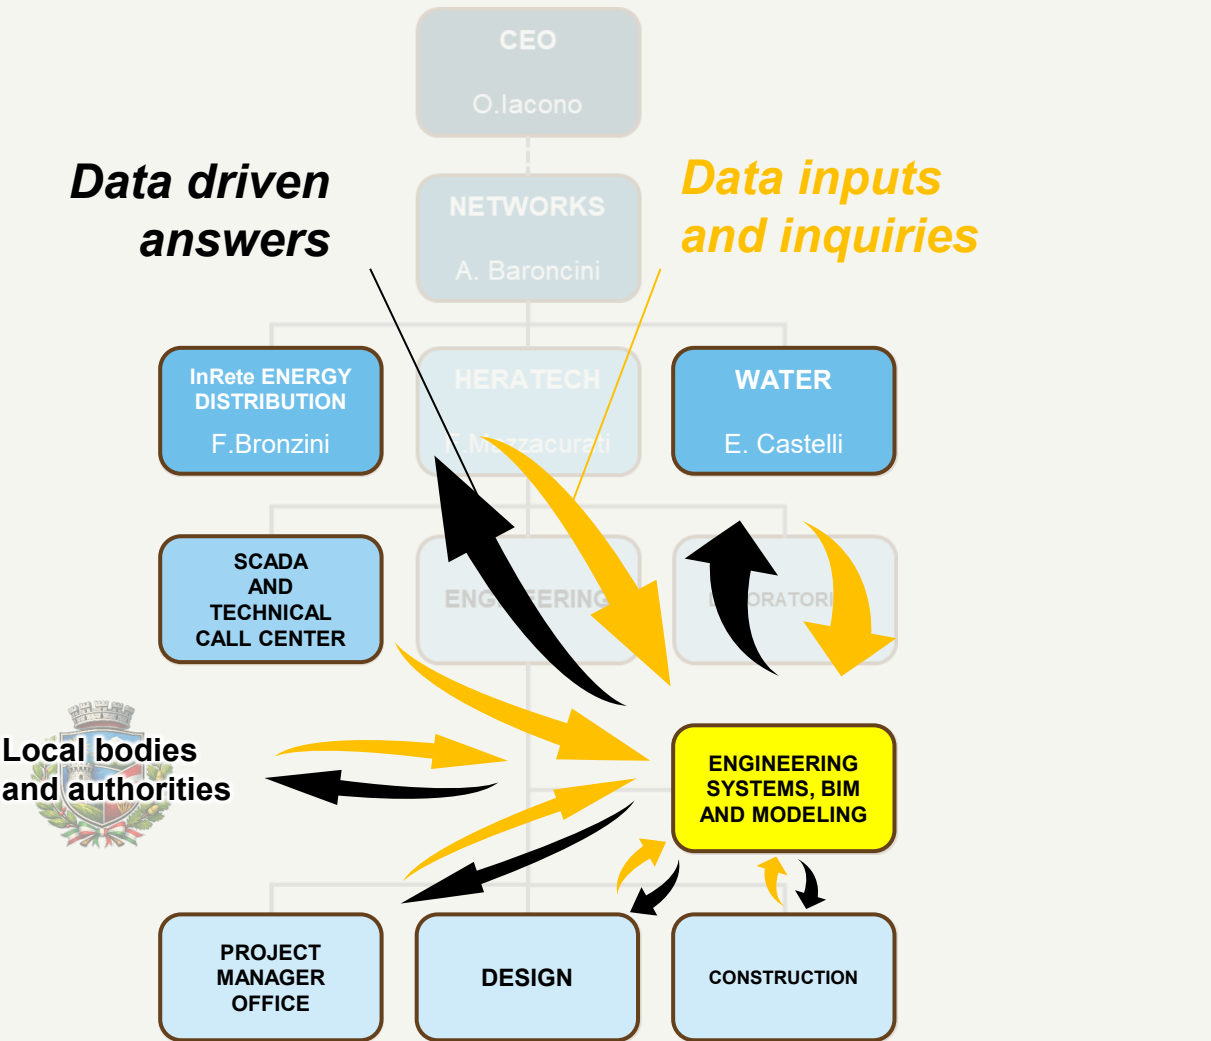 CEO
O.Iacono
Data driven
answers
Data inputs
and inquiries
NETWORKS
A. Baroncini
InRete ENERGY
DISTRIBUTION
F.Bronzini
HERATECH
WATER
E. Castelli
SCADA
AND
TECHNICAL
CALL CENTER
ENGINEERING
Local bodies
and authorities
ENGINEERING
SYSTEMS, BIM
AND MODELING
PROJECT
MANAGER
OFFICE
DESIGN
CONSTRUCTION